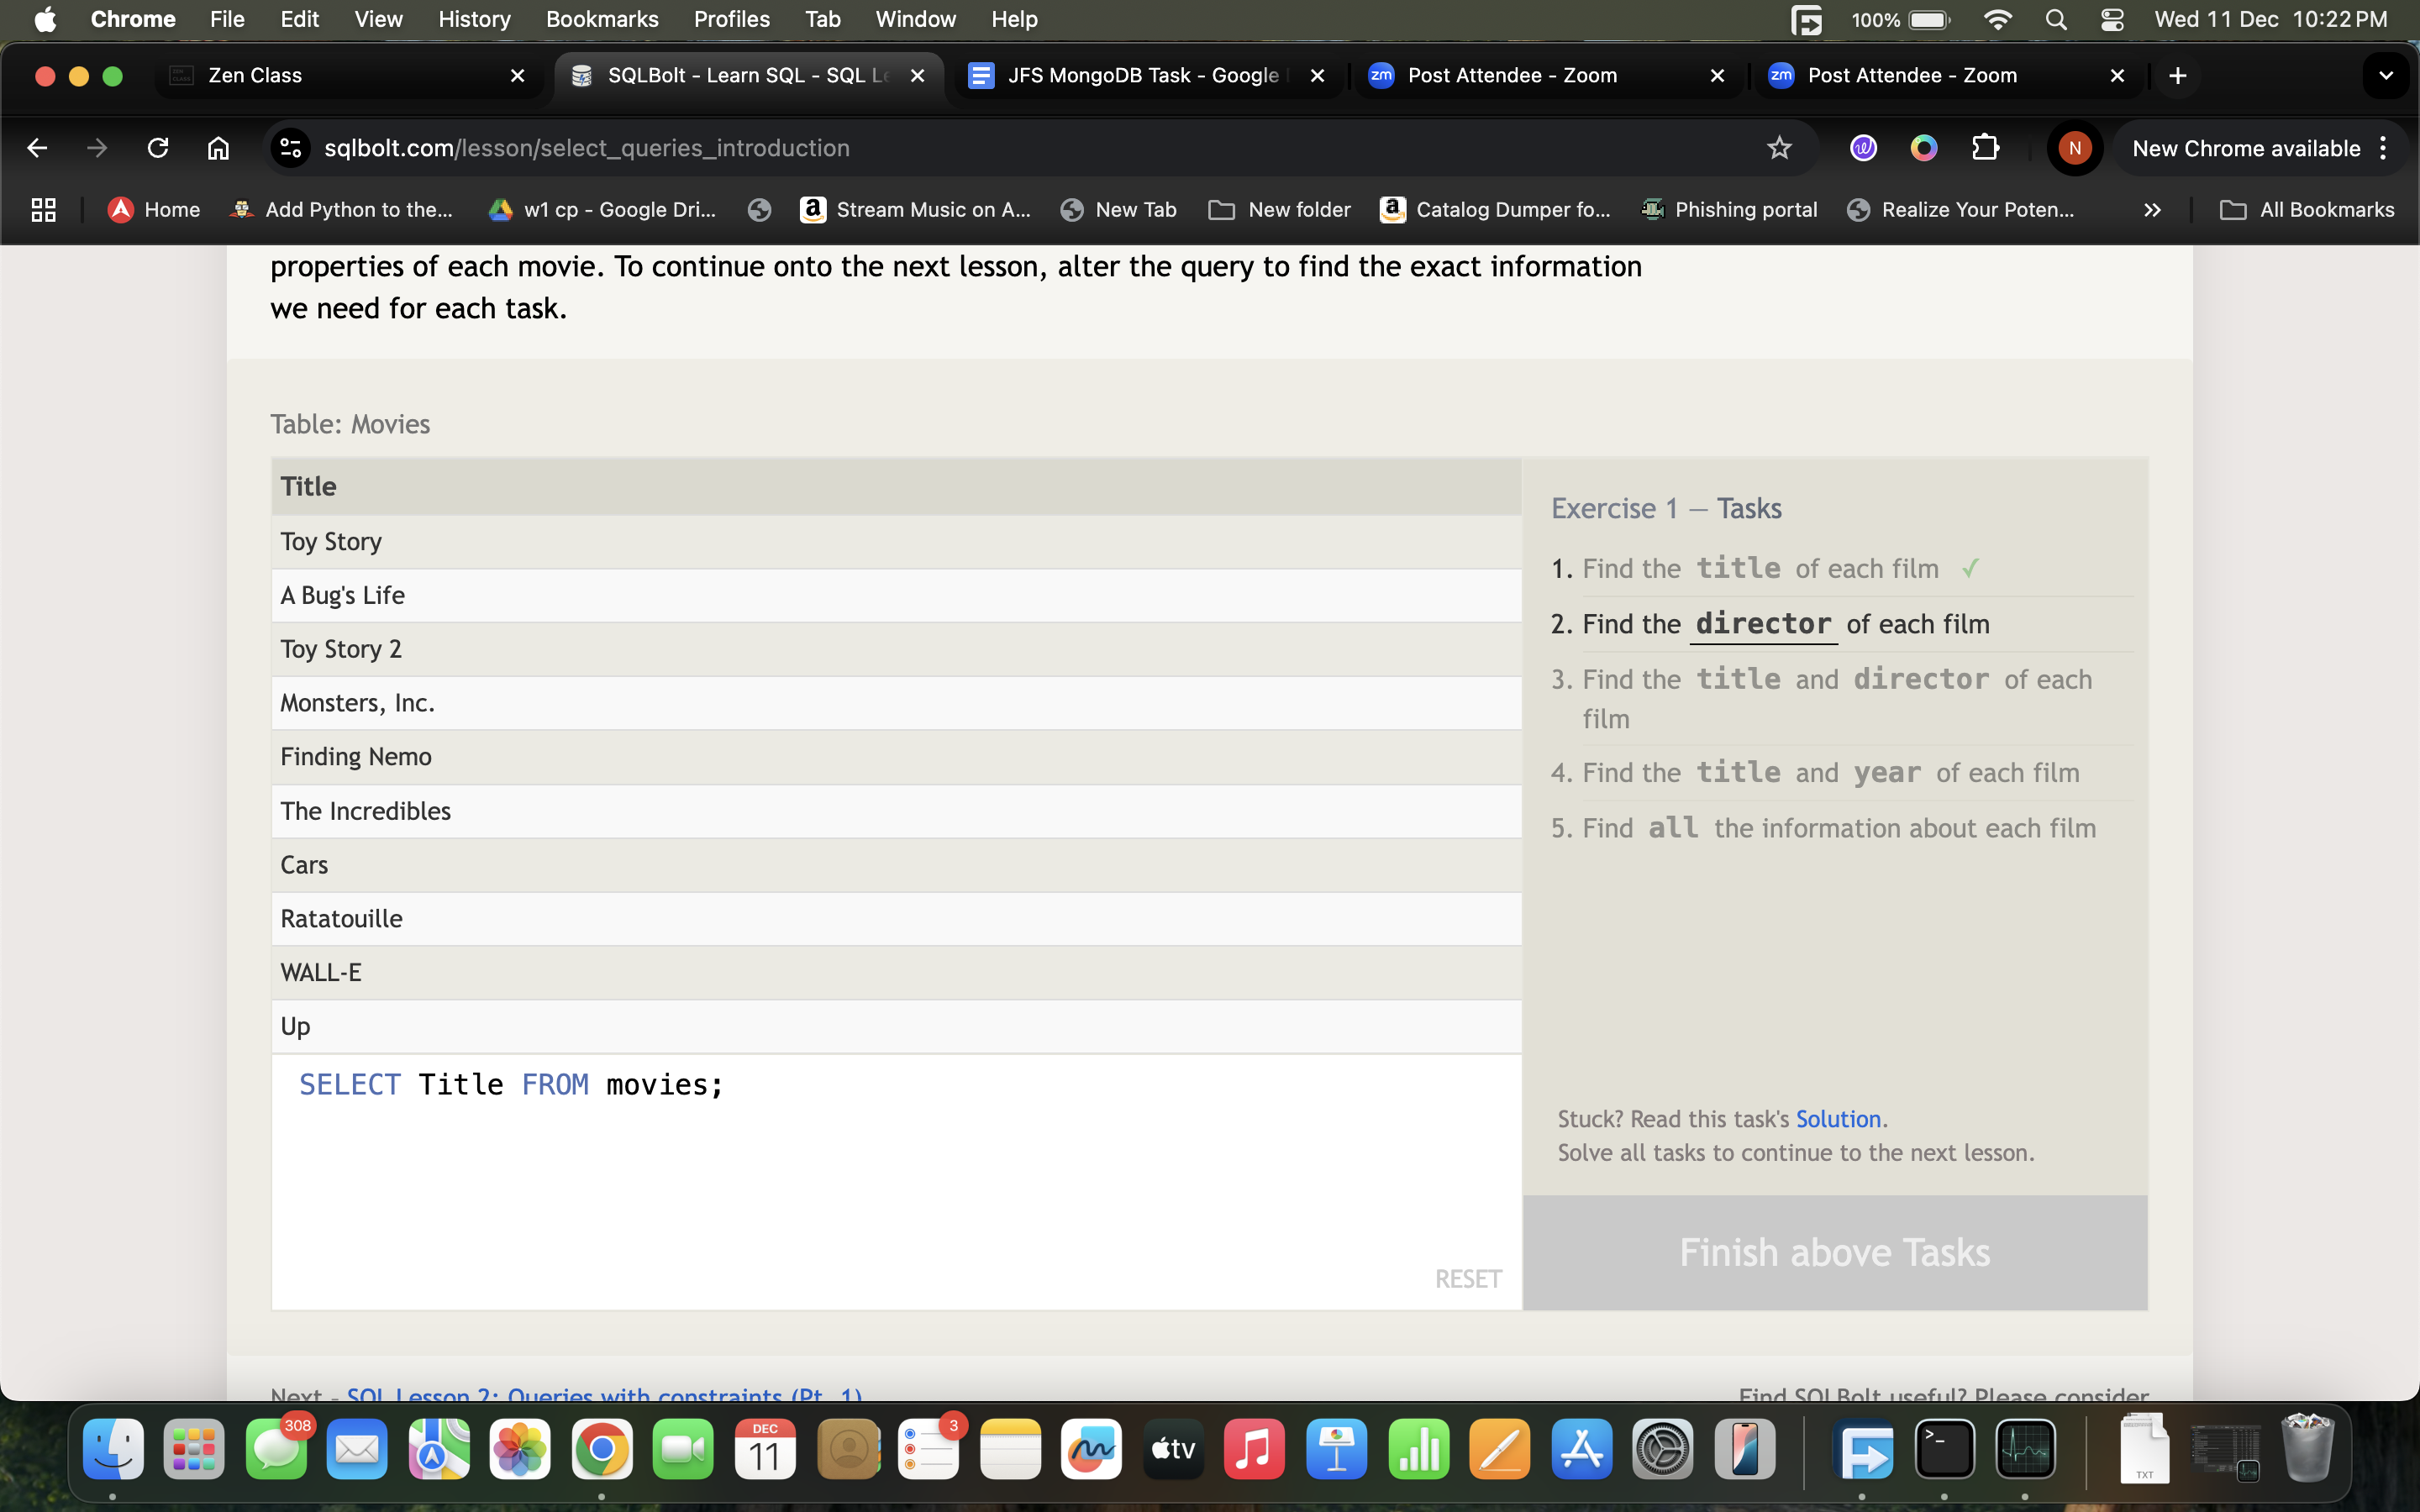 Chrome File Edit View History Bookmarks Profiles Tab Window Help 100% Wed 11 Dec 10:22 PM
Zen Class SQLBolt - Learn SQL - SQL Le JFS MongoDB Task - Google Post Attendee - Zoom Post Attendee - Zoom
sqlbolt.com/lesson/select_queries_introduction N New Chrome available
Home Add Python to the... w1 cp - Google Dri... Stream Music on A... New Tab New folder Catalog Dumper fo... Phishing portal Realize Your Poten... All Bookmarks
properties of each movie. To continue onto the next lesson, alter the query to find the exact information
we need for each task.
Table: Movies
Title
Toy Story
A Bug's Life
Toy Story 2
Monsters, Inc.
Finding Nemo
The Incredibles
Cars
Ratatouille
WALL-E
Up
SELECT Title FROM movies;
RESET
Exercise 1 — Tasks
1. Find the title of each film ✓
2. Find the director of each film
3. Find the title and director of each
film
4. Find the title and year of each film
5. Find all the information about each film
Stuck? Read this task's Solution.
Solve all tasks to continue to the next lesson.
Finish above Tasks
Next - SQL Lesson 2: Queries with constraints (Pt. 1)
Find SQLBolt useful? Please consider
308
DEC
11
3
tv
TXT